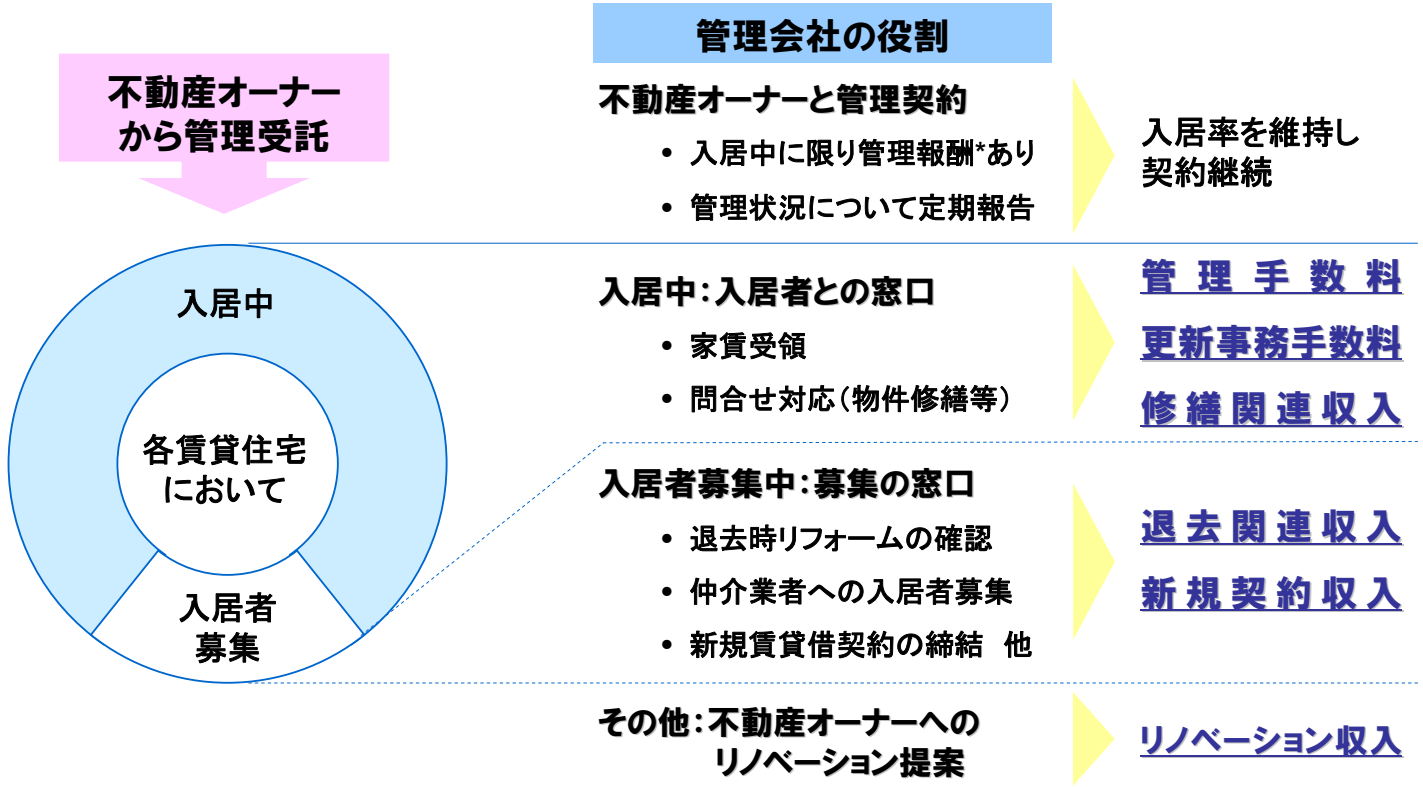 管理会社の役割
不動産オーナー
から管理受託
不動産オーナーと管理契約
• 入居中に限り管理報酬*あり
• 管理状況について定期報告
入居率を維持し
契約継続
入居中
各賃貸住宅
において
入居者
募集
入居中：入居者との窓口
• 家賃受領
• 問合せ対応（物件修繕等）
管理手数料
更新事務手数料
修繕関連収入
入居者募集中：募集の窓口
• 退去時リフォームの確認
• 仲介業者への入居者募集
• 新規賃貸借契約の締結 他
退去関連収入
新規契約収入
その他：不動産オーナーへの
リノベーション提案
リノベーション収入